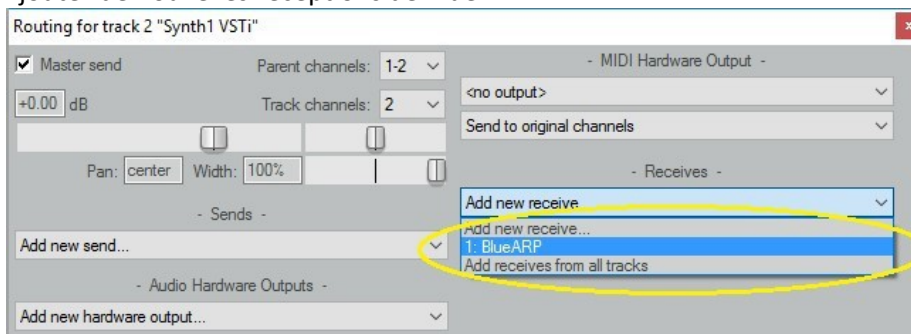 Routing for track 2 "Synth1 VSTi"
x
Master send
Parent channels: 1-2
+0.00 dB
Track channels: 2
Pan: center Width: 100%
- Sends -
Add new send...
- Audio Hardware Outputs -
Add new hardware output...
- MIDI Hardware Output -
<no output>
Send to original channels
- Receives -
Add new receive
Add new receive...
1: BlueARP
Add receives from all tracks